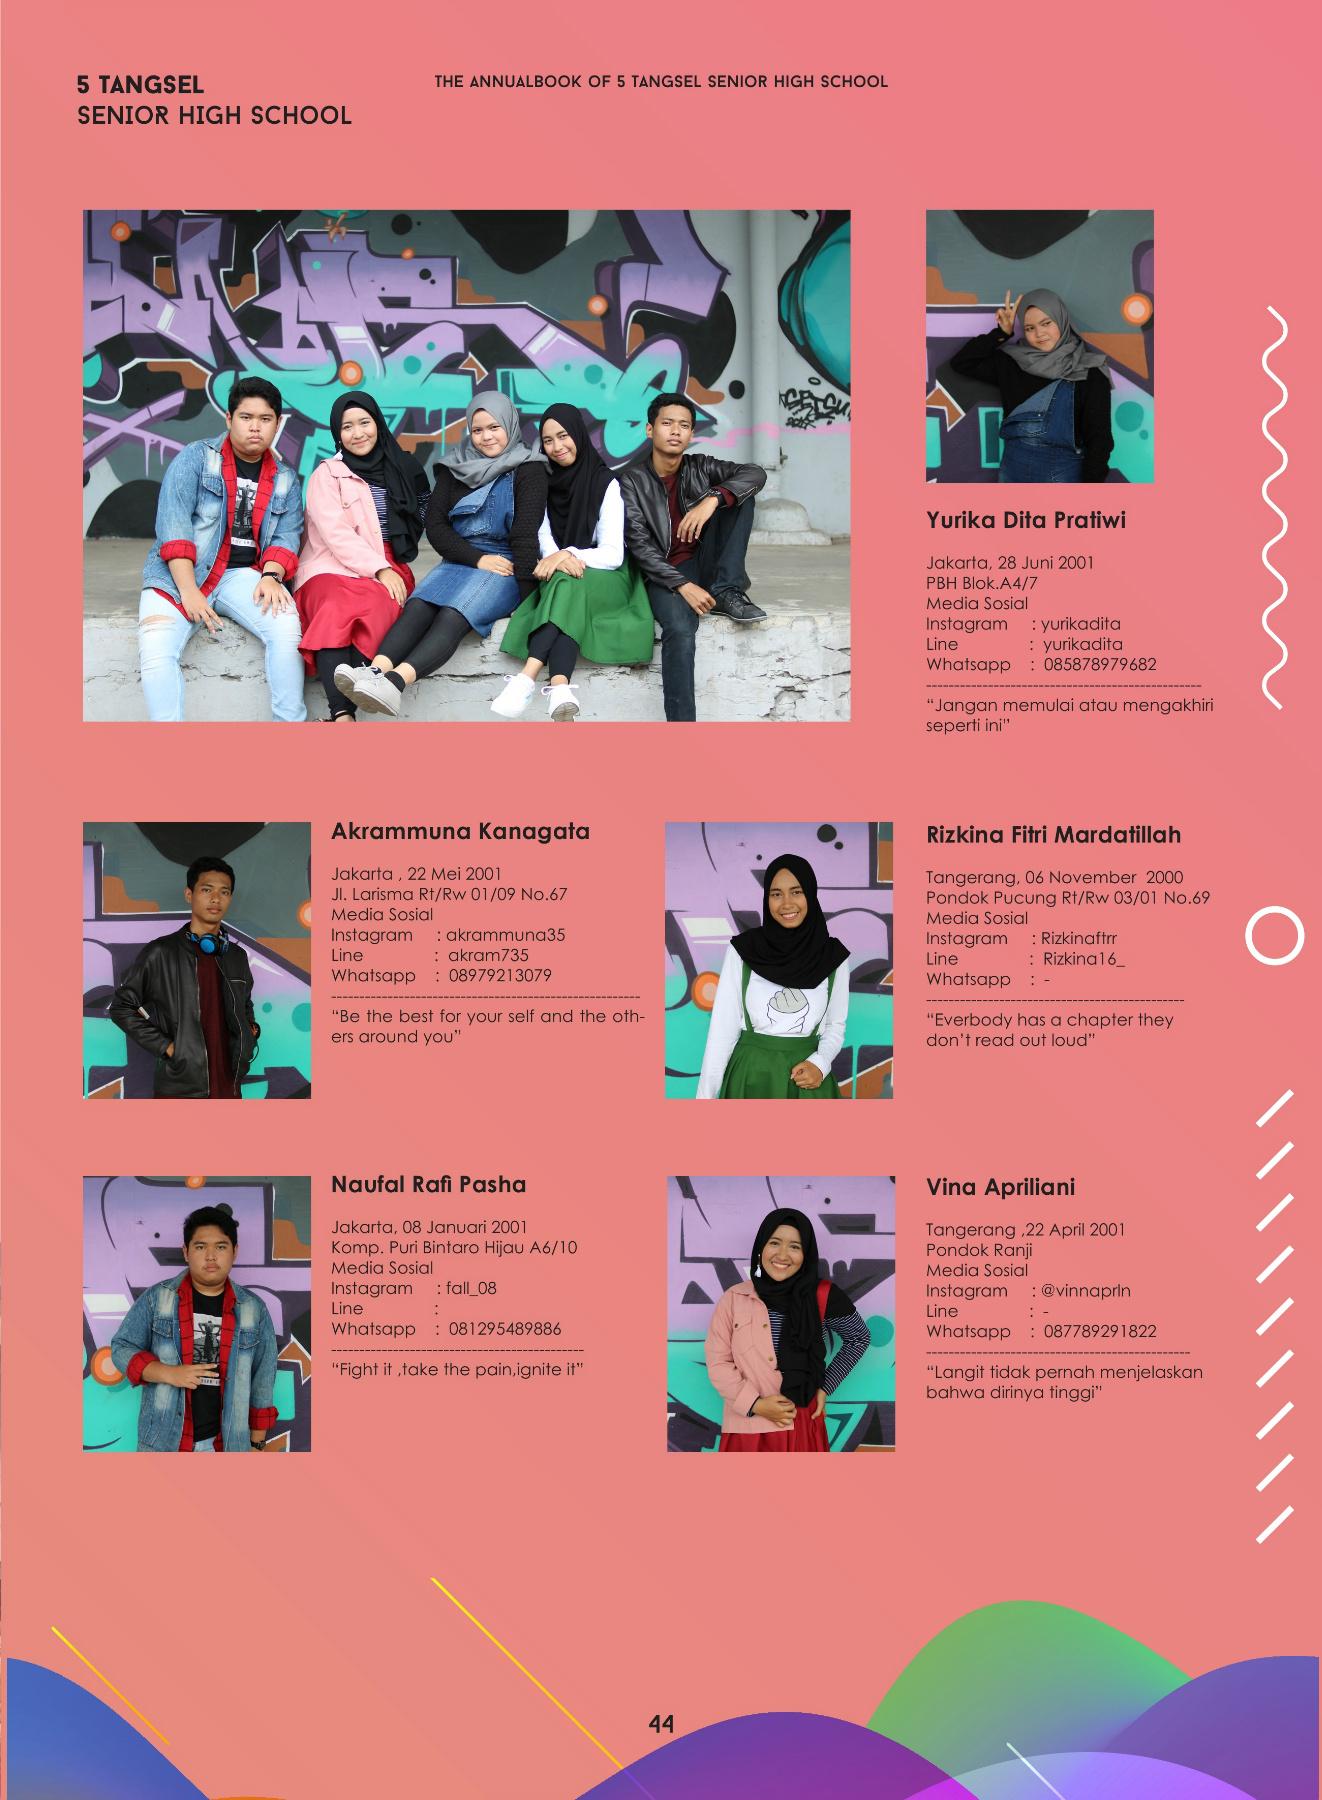 5 TANGSEL
SENIOR HIGH SCHOOL
THE ANNUALBOOK OF 5 TANGSEL SENIOR HIGH SCHOOL
Yurika Dita Pratiwi
Jakarta, 28 Juni 2001
PBH Blok.A4/7
Media Sosial
Instagram : yurikadita
Line : yurikadita
Whatsapp : 085878979682
“Jangan memulai atau mengakhiri
seperti ini”
Akrammuna Kanagata
Jakarta , 22 Mei 2001
Jl. Larisma Rt/Rw 01/09 No.67
Media Sosial
Instagram : akrammuna35
Line : akram735
Whatsapp : 08979213079
“Be the best for your self and the oth-
ers around you”
Rizkina Fitri Mardatillah
Tangerang, 06 November 2000
Pondok Pucung Rt/Rw 03/01 No.69
Media Sosial
Instagram : Rizkinaftrr
Line : Rizkina16_
Whatsapp : -
“Everbody has a chapter they
don’t read out loud”
Naufal Rafi Pasha
Jakarta, 08 Januari 2001
Komp. Puri Bintaro Hijau A6/10
Media Sosial
Instagram : fall_08
Line :
Whatsapp : 081295489886
“Fight it ,take the pain,ignite it”
Vina Apriliani
Tangerang ,22 April 2001
Pondok Ranji
Media Sosial
Instagram : @vinnaprln
Line : -
Whatsapp : 087789291822
“Langit tidak pernah menjelaskan
bahwa dirinya tinggi”
44